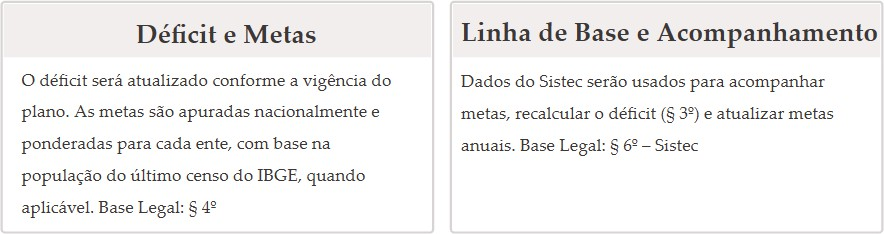 Déficit e Metas
O déficit será atualizado conforme a vigência do
plano. As metas são apuradas nacionalmente e
ponderadas para cada ente, com base na
população do último censo do IBGE, quando
aplicável. Base Legal: § 4º
Linha de Base e Acompanhamento
Dados do Sistec serão usados para acompanhar
metas, recalcular o déficit (§ 3º) e atualizar metas
anuais. Base Legal: § 6º – Sistec